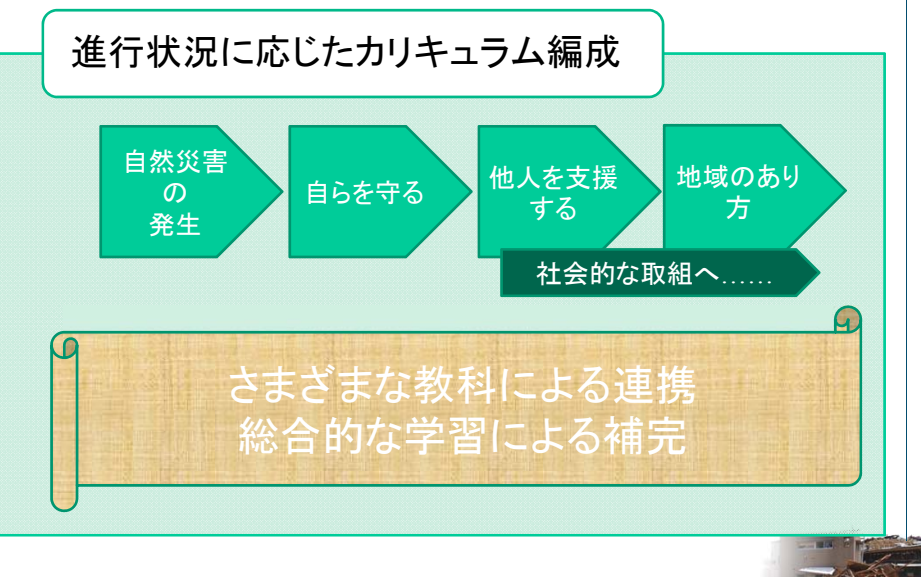 進行状況に応じたカリキュラム編成
自然災害
の
発生
自らを守る
他人を支援
する
地域のあり
方
社会的な取組へ……
さまざまな教科による連携
総合的な学習による補完